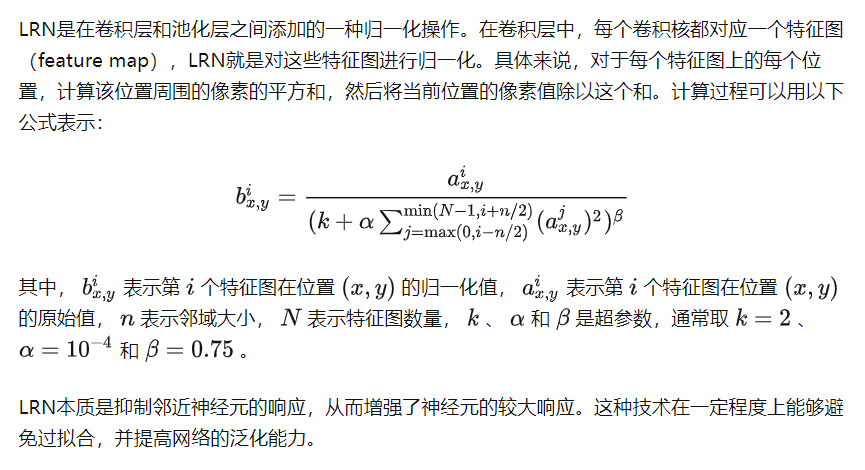 LRN是在卷积层和池化层之间添加的一种归一化操作。在卷积层中，每个卷积核都对应一个特征图
（feature map），LRN就是对这些特征图进行归一化。具体来说，对于每个特征图上的每个位
置，计算该位置周围的像素的平方和，然后将当前位置的像素值除以这个和。计算过程可以用以下
公式表示：
b^i_{x,y} = \frac{a^i_{x,y}}{(k + α \sum_{j=max(0,i−n/2)}^{min(N−1,i+n/2)} (a^j_{x,y})^2)^β}
其中， b^i_{x,y} 表示第 i 个特征图在位置 (x, y) 的归一化值， a^i_{x,y} 表示第 i 个特征图在位置 (x, y)
的原始值， n 表示邻域大小， N 表示特征图数量， k 、 α 和 β 是超参数，通常取 k = 2 、
α = 10^{−4} 和 β = 0.75 。
LRN本质是抑制邻近神经元的响应，从而增强了神经元的较大响应。这种技术在一定程度上能够避
免过拟合，并提高网络的泛化能力。